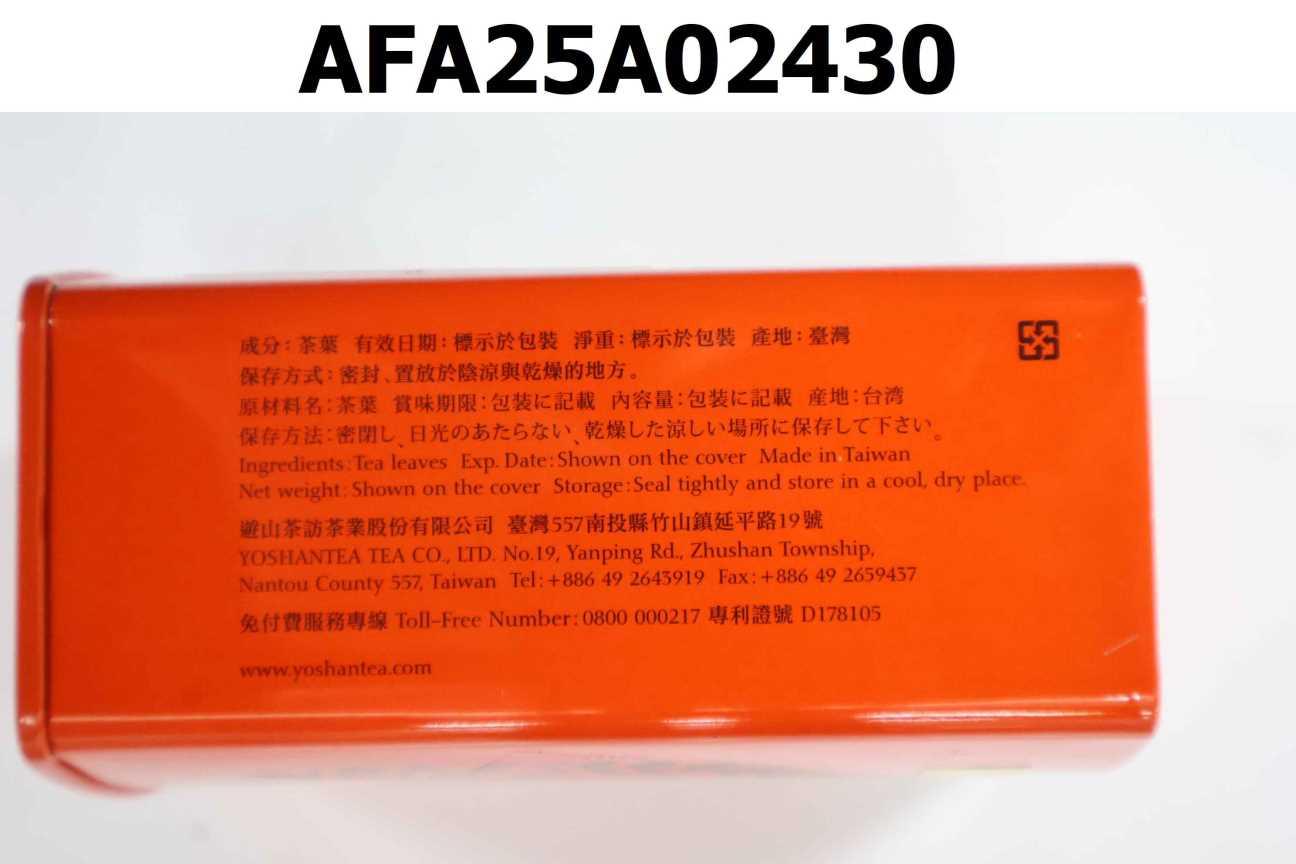 AFA25A02430
成分：茶葉 有效日期：標示於包裝 淨重：標示於包裝 產地：臺灣
保存方式：密封、置放於陰涼與乾燥的地方。
原材料名：茶葉 賞味期限：包装に記載 內容量：包装に記載 産地：台湾
保存方法：密閉し、日光のあたらない、乾燥した涼しい場所に保存して下さい。
Ingredients:Tea leaves Exp. Date:Shown on the cover Made in Taiwan
Net weight:Shown on the cover Storage:Seal tightly and store in a cool, dry place.
遊山茶訪茶業股份有限公司 臺灣557南投縣竹山鎮延平路19號
YOSHANTEA TEA CO., LTD. No.19, Yanping Rd., Zhushan Township,
Nantou County 557, Taiwan Tel:+886 49 2643919 Fax:+886 49 2659437
免付費服務專線 Toll-Free Number:0800 000217 專利證號 D178105
www.yoshantea.com